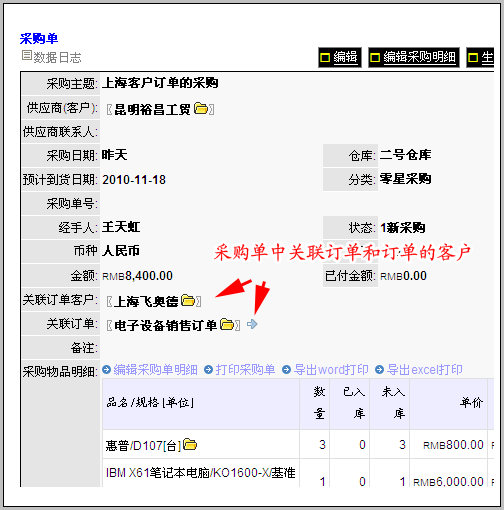 采购单
数据日志 编辑 编辑采购明细 生
采购主题: 上海客户订单的采购
供应商(客户): 〖昆明裕昌工贸〗
供应商联系人:
采购日期: 昨天 仓库: 二号仓库
预计到货日期: 2010-11-18 分类: 零星采购
采购单号:
经手人: 王天虹 状态: 1新采购
币种 人民币
采购单中关联订单和订单的客户
金额: RMB8,400.00 已付金额: RMB0.00
关联订单客户: 〖上海飞奥德〗
关联订单: 〖电子设备销售订单〗
备注:
采购物品明细: 编辑采购单明细 打印采购单 导出word打印 导出excel打印
品名/规格[单位] 数量 已入库 未入库 单价
惠普/D107[台] 3 0 3 RMB800.00
IBM X61笔记本电脑/KO1600-X/基准
1 0 1 RMB6,000.00